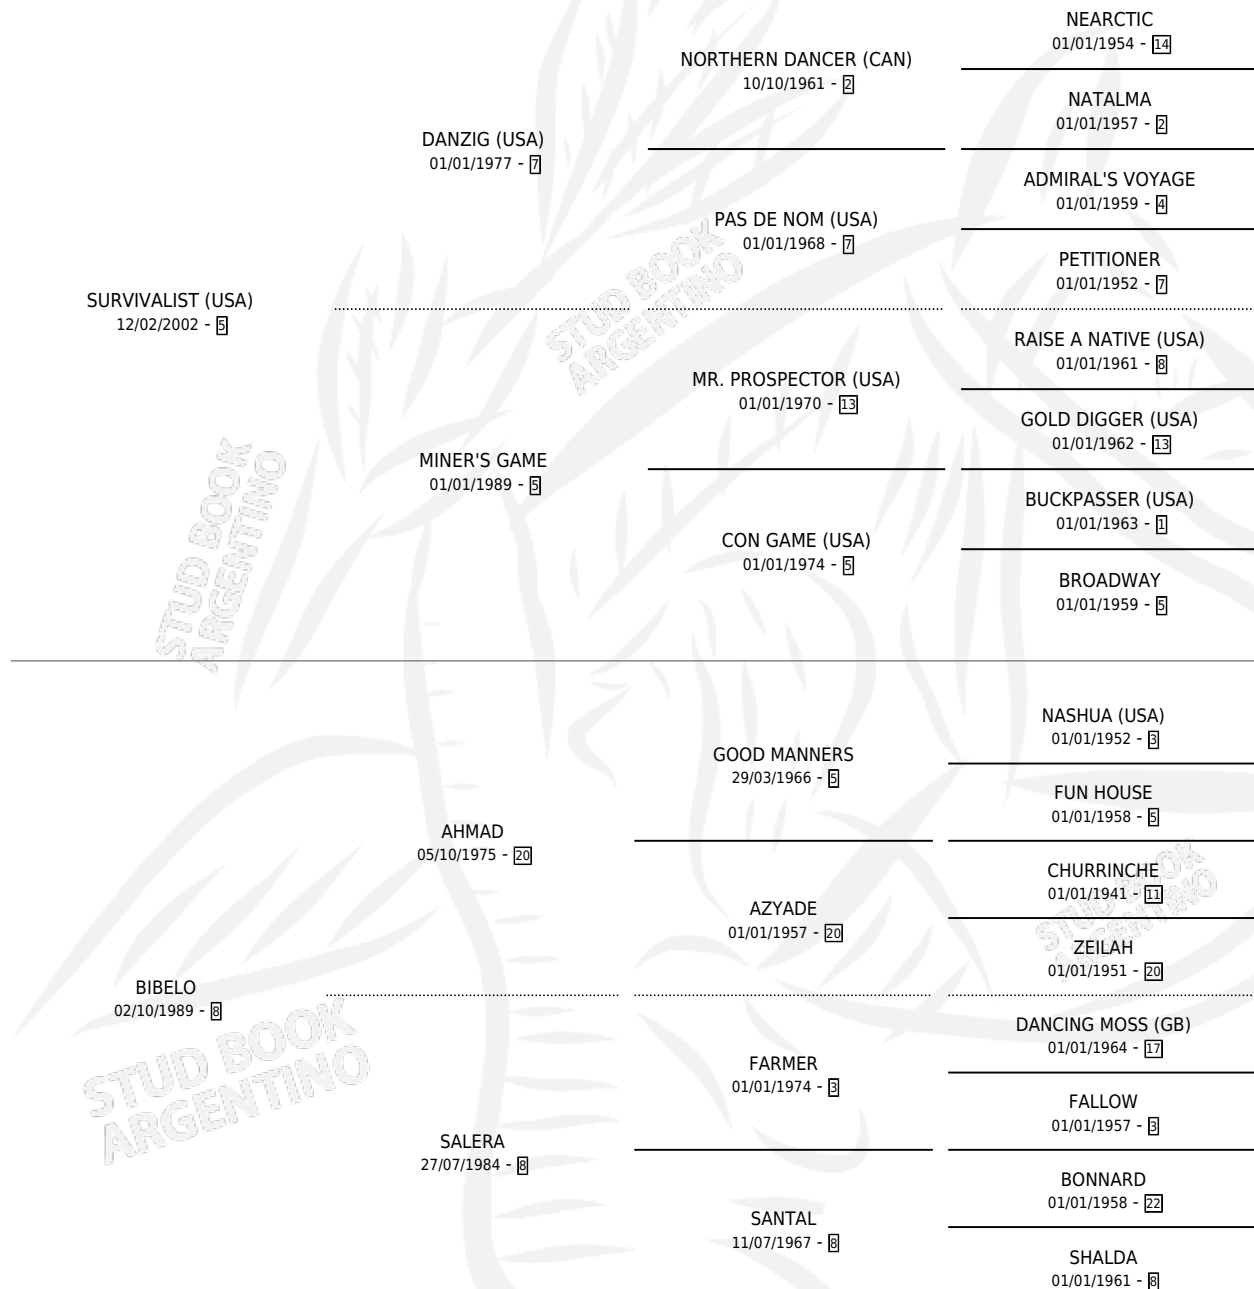 NEARCTIC
01/01/1954 - 14
NORTHERN DANCER (CAN)
10/10/1961 - 2
NATALMA
01/01/1957 - 2
DANZIG (USA)
01/01/1977 - 7
ADMIRAL'S VOYAGE
01/01/1959 - 4
PAS DE NOM (USA)
01/01/1968 - 7
PETITIONER
01/01/1952 - 7
SURVIVALIST (USA)
12/02/2002 - 5
STUD BOOK
ARGENTINO
RAISE A NATIVE (USA)
01/01/1961 - 8
MR. PROSPECTOR (USA)
01/01/1970 - 13
GOLD DIGGER (USA)
01/01/1962 - 13
MINER'S GAME
01/01/1989 - 5
BUCKPASSER (USA)
01/01/1963 - 1
CON GAME (USA)
01/01/1974 - 5
BROADWAY
01/01/1959 - 5
STUD BOOK
ARGENTINO
NASHUA (USA)
01/01/1952 - 3
GOOD MANNERS
29/03/1966 - 5
FUN HOUSE
01/01/1958 - 5
AHMAD
05/10/1975 - 20
CHURRINCHE
01/01/1941 - 11
AZYADE
01/01/1957 - 20
STUD BOOK
ARGENTINO
ZEILAH
01/01/1951 - 20
BIBELO
02/10/1989 - 8
DANCING MOSS (GB)
01/01/1964 - 17
FARMER
01/01/1974 - 3
FALLOW
01/01/1957 - 3
STUD BOOK
ARGENTINO
SALERA
27/07/1984 - 8
BONNARD
01/01/1958 - 22
SANTAL
11/07/1967 - 8
SHALDA
01/01/1961 - 8